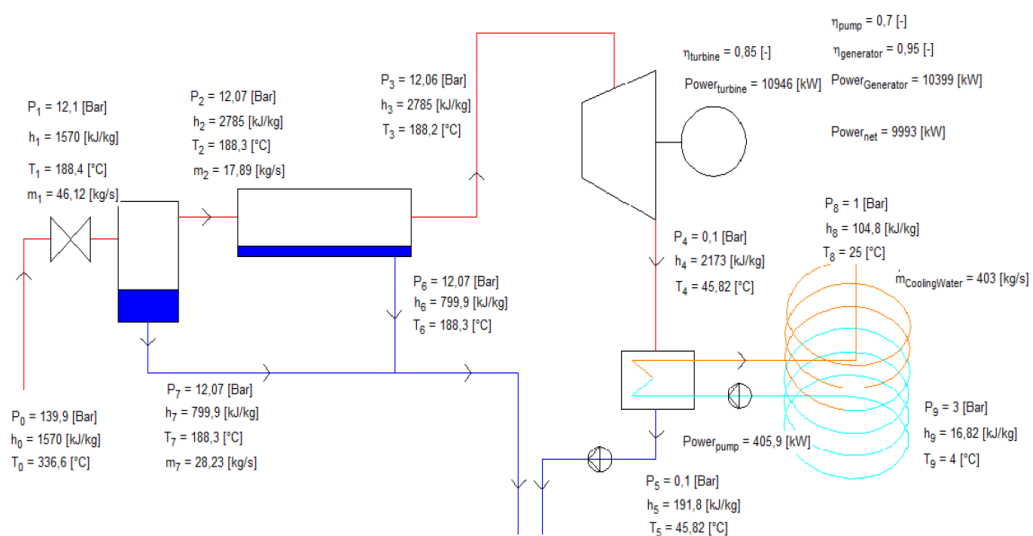 η_pump = 0,7 [-]
η_turbine = 0,85 [-]
η_generator = 0,95 [-]
Power_turbine = 10946 [kW]
Power_Generator = 10399 [kW]
Power_net = 9993 [kW]
P_1 = 12,1 [Bar]
h_1 = 1570 [kJ/kg]
T_1 = 188,4 [°C]
m_1 = 46,12 [kg/s]
P_2 = 12,07 [Bar]
h_2 = 2785 [kJ/kg]
T_2 = 188,3 [°C]
m_2 = 17,89 [kg/s]
P_3 = 12,06 [Bar]
h_3 = 2785 [kJ/kg]
T_3 = 188,2 [°C]
P_4 = 0,1 [Bar]
h_4 = 2173 [kJ/kg]
T_4 = 45,82 [°C]
P_8 = 1 [Bar]
h_8 = 104,8 [kJ/kg]
T_8 = 25 [°C]
ṁ_CoolingWater = 403 [kg/s]
P_6 = 12,07 [Bar]
h_6 = 799,9 [kJ/kg]
T_6 = 188,3 [°C]
P_0 = 139,9 [Bar]
h_0 = 1570 [kJ/kg]
T_0 = 336,6 [°C]
P_7 = 12,07 [Bar]
h_7 = 799,9 [kJ/kg]
T_7 = 188,3 [°C]
m_7 = 28,23 [kg/s]
Power_pump = 405,9 [kW]
P_5 = 0,1 [Bar]
h_5 = 191,8 [kJ/kg]
T_5 = 45,82 [°C]
P_9 = 3 [Bar]
h_9 = 16,82 [kJ/kg]
T_9 = 4 [°C]